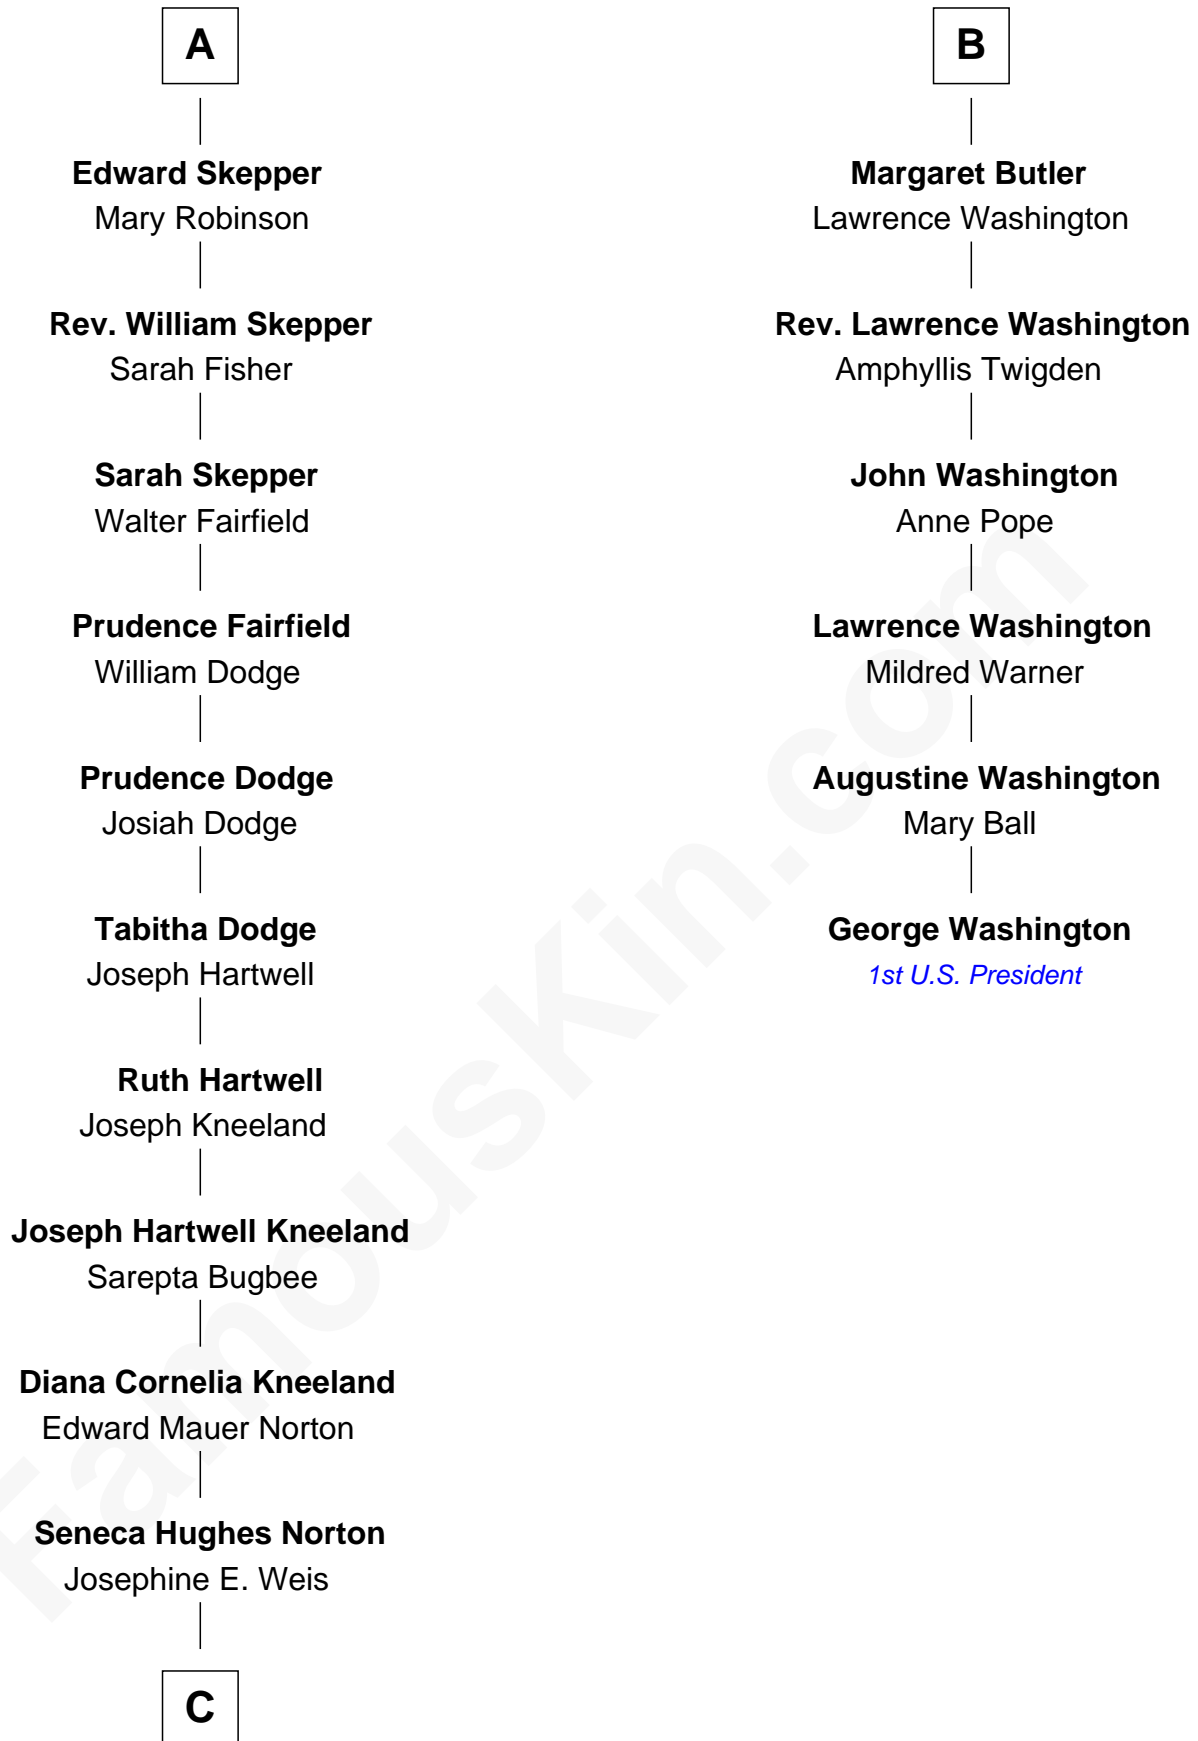 A
Edward Skepper
Mary Robinson
Rev. William Skepper
Sarah Fisher
Sarah Skepper
Walter Fairfield
Prudence Fairfield
William Dodge
Prudence Dodge
Josiah Dodge
Tabitha Dodge
Joseph Hartwell
Ruth Hartwell
Joseph Kneeland
Joseph Hartwell Kneeland
Sarepta Bugbee
Diana Cornelia Kneeland
Edward Mauer Norton
Seneca Hughes Norton
Josephine E. Weis
C
B
Margaret Butler
Lawrence Washington
Rev. Lawrence Washington
Amphyllis Twigden
John Washington
Anne Pope
Lawrence Washington
Mildred Warner
Augustine Washington
Mary Ball
George Washington
1st U.S. President
FamousKin.com